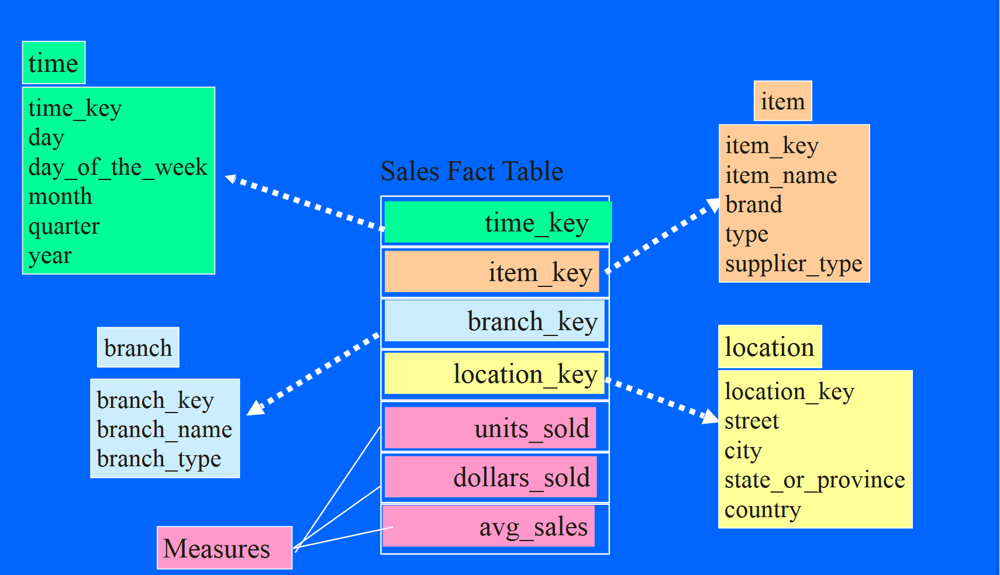 time
time_key
day
day_of_the_week
month
quarter
year
item
item_key
item_name
brand
type
supplier_type
Sales Fact Table
time_key
item_key
branch_key
location_key
units_sold
dollars_sold
avg_sales
branch
branch_key
branch_name
branch_type
location
location_key
street
city
state_or_province
country
Measures